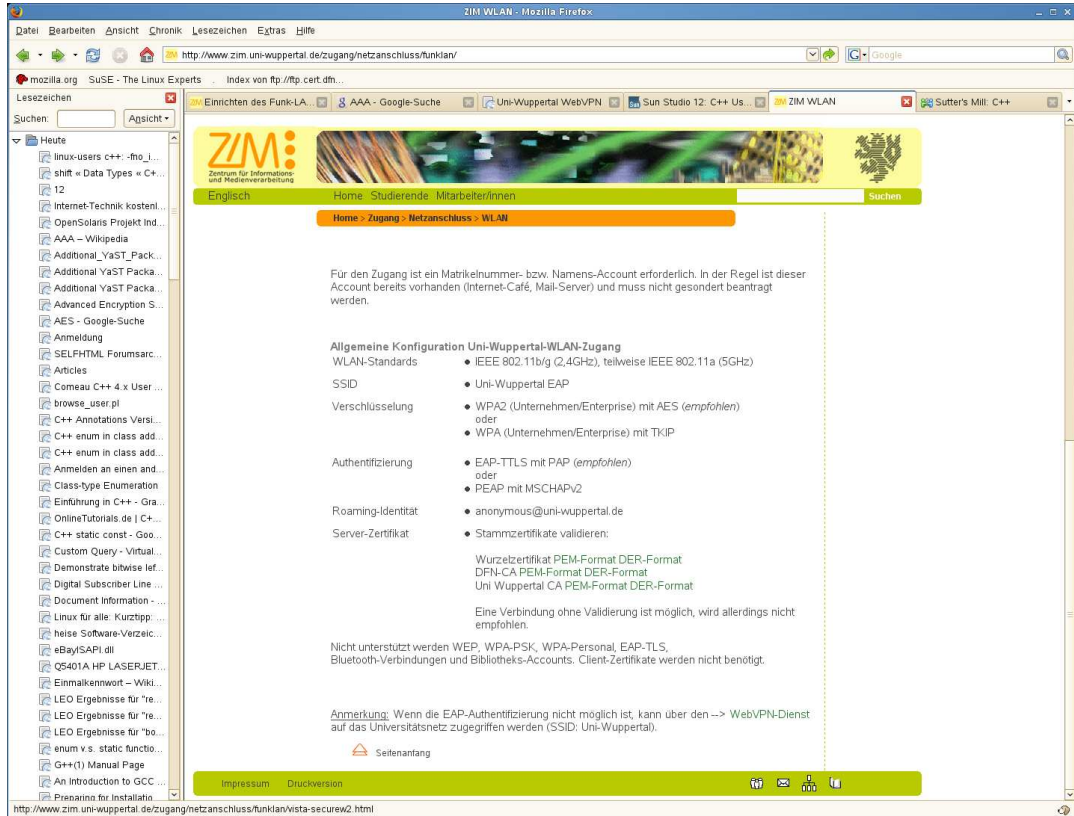 ZIM WLAN - Mozilla Firefox
Datei Bearbeiten Ansicht Chronik Lesezeichen Extras Hilfe
http://www.zim.uni-wuppertal.de/zugang/netzanschluss/funklan/
Google
mozilla.org SuSE - The Linux Experts . Index von ftp://ftp.cert.dfn...
Lesezeichen
Einrichten des Funk-LA... AAA - Google-Suche Uni-Wuppertal WebVPN Sun Studio 12: C++ Us... ZIM WLAN Sutter's Mill: C++
Suchen: Ansicht
Heute
linux-users c++: -fno_i...
shift « Data Types « C+...
12
Internet-Technik kostenl...
OpenSolaris Projekt Ind...
AAA – Wikipedia
Additional_YaST_Pack...
Additional YaST Packa...
Additional YaST Packa...
Advanced Encryption S...
AES - Google-Suche
Anmeldung
SELFHTML Forumsarc...
Articles
Comeau C++ 4.x User ...
browse_user.pl
C++ Annotations Versi...
C++ enum in class add...
C++ enum in class add...
Anmelden an einen and...
Class-type Enumeration
Einführung in C++ - Gra...
OnlineTutorials.de | C+...
C++ static const - Goo...
Custom Query - Virtual...
Demonstrate bitwise lef...
Digital Subscriber Line ...
Document Information - ...
Linux für alle: Kurztipp: ...
heise Software-Verzeic...
eBayISAPI.dll
Q5401A HP LASERJET...
Einmalkennwort – Wiki...
LEO Ergebnisse für "re...
LEO Ergebnisse für "re...
LEO Ergebnisse für "bo...
enum v.s. static functio...
G++(1) Manual Page
An Introduction to GCC ...
Preparing for Installatio...
ZIM
Zentrum für Informations-
und Medienverarbeitung
Englisch Home Studierende Mitarbeiter/innen Suchen
Home > Zugang > Netzanschluss > WLAN
Für den Zugang ist ein Matrikelnummer- bzw. Namens-Account erforderlich. In der Regel ist dieser
Account bereits vorhanden (Internet-Café, Mail-Server) und muss nicht gesondert beantragt
werden.
Allgemeine Konfiguration Uni-Wuppertal-WLAN-Zugang
WLAN-Standards • IEEE 802.11b/g (2,4GHz), teilweise IEEE 802.11a (5GHz)
SSID • Uni-Wuppertal EAP
Verschlüsselung • WPA2 (Unternehmen/Enterprise) mit AES (empfohlen)
oder
• WPA (Unternehmen/Enterprise) mit TKIP
Authentifizierung • EAP-TTLS mit PAP (empfohlen)
oder
• PEAP mit MSCHAPv2
Roaming-Identität • anonymous@uni-wuppertal.de
Server-Zertifikat • Stammzertifikate validieren:
Wurzelzertifikat PEM-Format DER-Format
DFN-CA PEM-Format DER-Format
Uni Wuppertal CA PEM-Format DER-Format
Eine Verbindung ohne Validierung ist möglich, wird allerdings nicht
empfohlen.
Nicht unterstützt werden WEP, WPA-PSK, WPA-Personal, EAP-TLS,
Bluetooth-Verbindungen und Bibliotheks-Accounts. Client-Zertifikate werden nicht benötigt.
Anmerkung: Wenn die EAP-Authentifizierung nicht möglich ist, kann über den --> WebVPN-Dienst
auf das Universitätsnetz zugegriffen werden (SSID: Uni-Wuppertal).
Seitenanfang
Impressum Druckversion
http://www.zim.uni-wuppertal.de/zugang/netzanschluss/funklan/vista-securew2.html